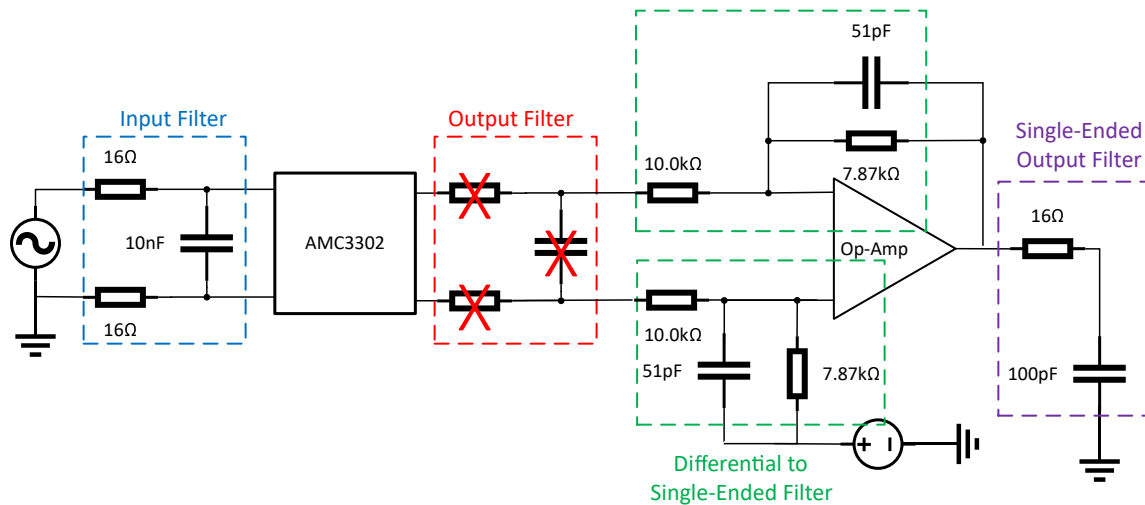 51pF
Input Filter
Output Filter
Single-Ended
Output Filter
16Ω
10.0kΩ
7.87kΩ
16Ω
10nF
AMC3302
Op-Amp
16Ω
10.0kΩ
51pF
7.87kΩ
100pF
+
Differential to
Single-Ended Filter